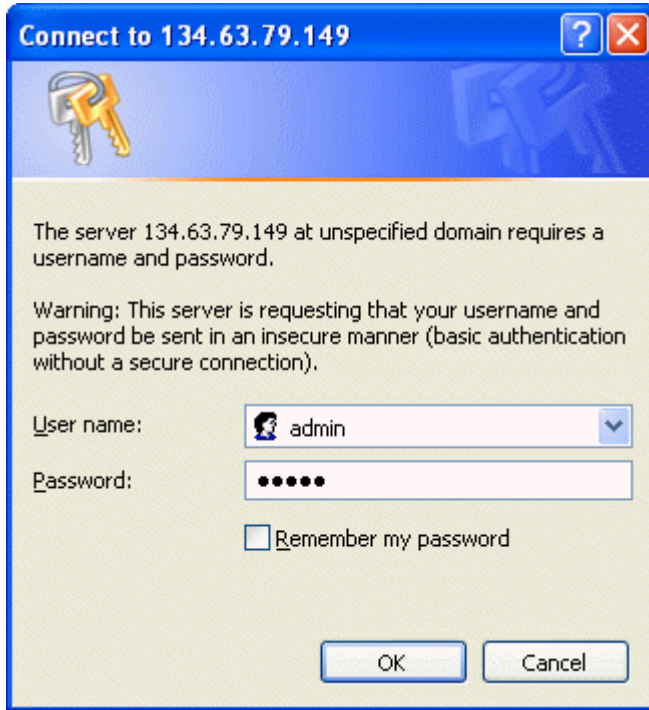 Connect to 134.63.79.149
The server 134.63.79.149 at unspecified domain requires a
username and password.
Warning: This server is requesting that your username and
password be sent in an insecure manner (basic authentication
without a secure connection).
User name:
admin
Password:
●●●●●
Remember my password
OK
Cancel